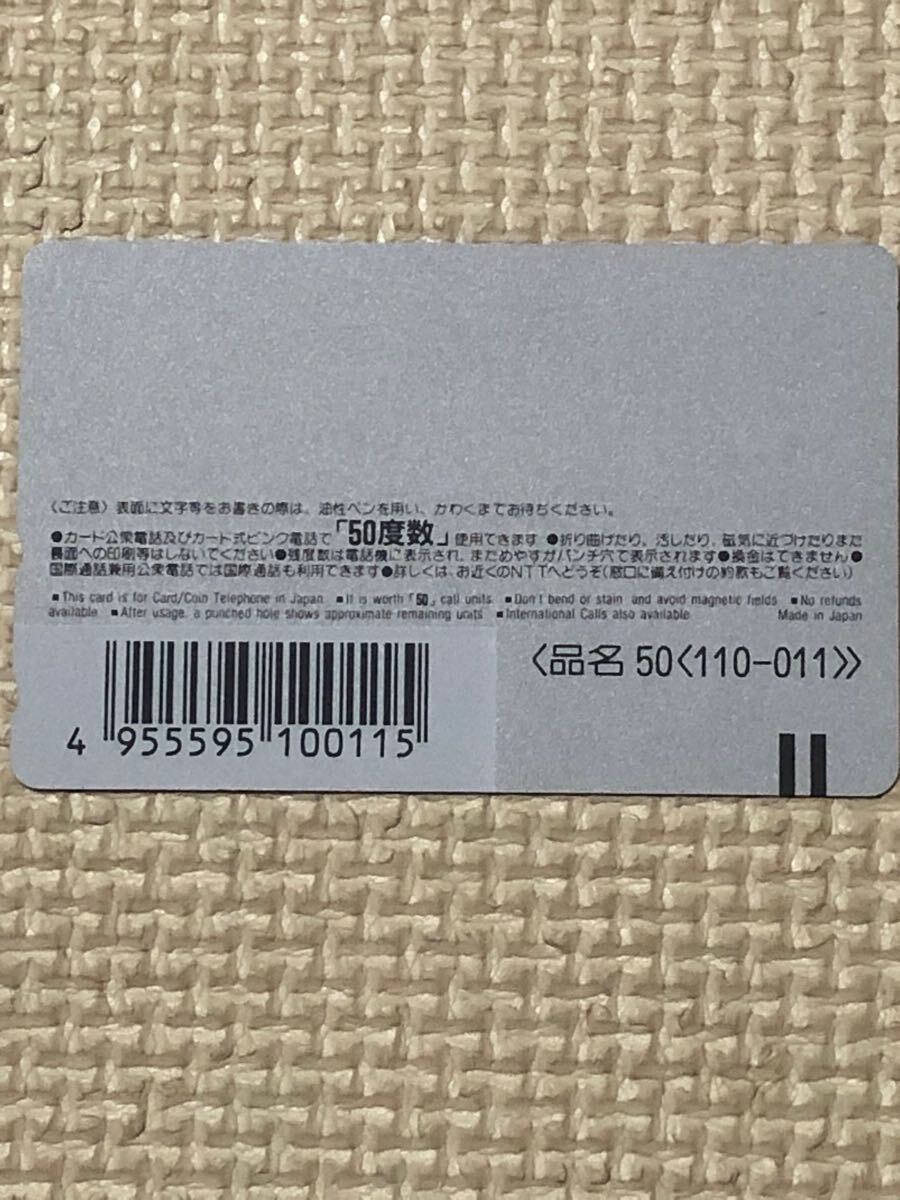 〈ご注意〉表面に文字等をお書きの際は、油性ペンを用い、かわくまでお待ちください。
●カード公衆電話及びカード式ピンク電話で「50度数」使用できます ●折り曲げたり、汚したり、磁気に近づけたりまた
裏面への印刷等はしないでください●残度数は電話機に表示され、まためやすがパンチ穴で表示されます●換金はできません●
国際通話兼用公衆電話では国際通話も利用できます●詳しくは、お近くのNTTへどうぞ(窓口に備え付けの約款もご覧ください)
■This card is for Card/Coin Telephone in Japan ■It is worth「50」call units ■Don't bend or stain and avoid magnetic fields ■No refunds
available ■After usage, a punched hole shows approximate remaining units ■International Calls also available Made in Japan
〈品名 50〈110-011〉〉
4 955595 100115